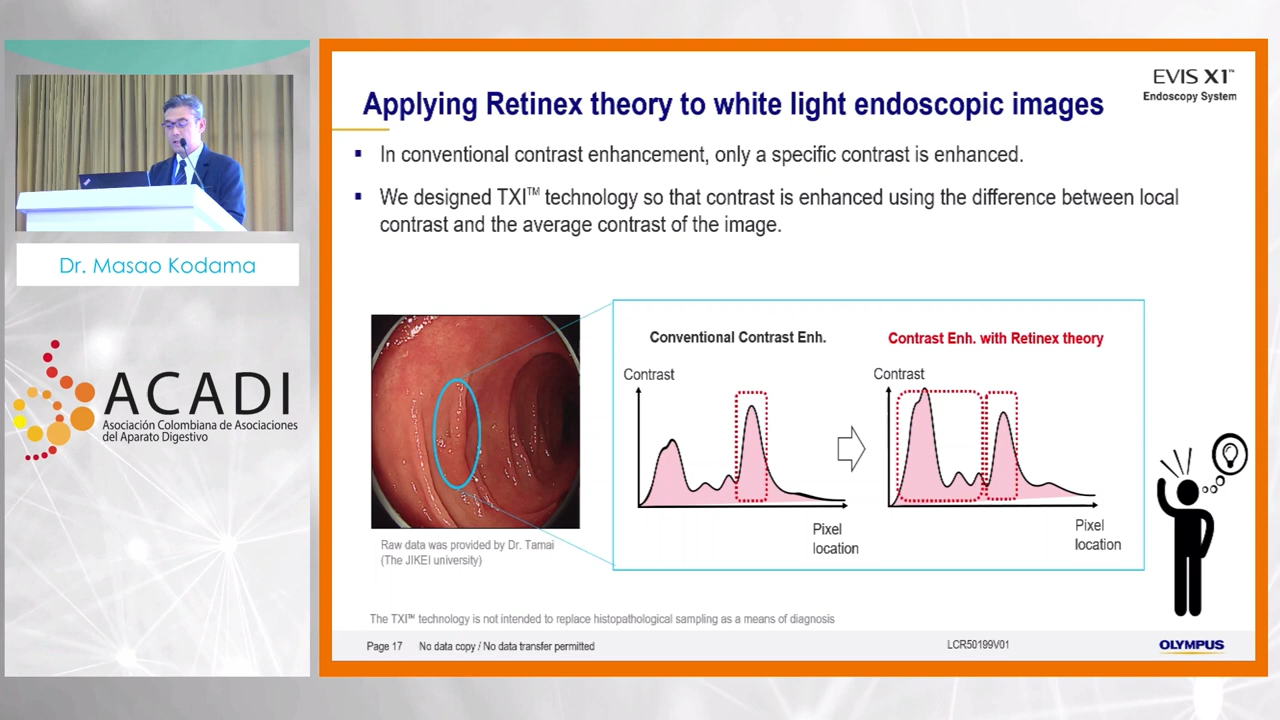 Dr. Masao Kodama
ACADI
Asociación Colombiana de Asociaciones
del Aparato Digestivo
EVIS X1™
Endoscopy System
Applying Retinex theory to white light endoscopic images
▪ In conventional contrast enhancement, only a specific contrast is enhanced.
▪ We designed TXI™ technology so that contrast is enhanced using the difference between local
contrast and the average contrast of the image.
Conventional Contrast Enh.
Contrast
Pixel
location
Contrast Enh. with Retinex theory
Contrast
Pixel
location
Raw data was provided by Dr. Tamai
(The JIKEI university)
The TXI™ technology is not intended to replace histopathological sampling as a means of diagnosis
Page 17 No data copy / No data transfer permitted
LCR50199V01
OLYMPUS